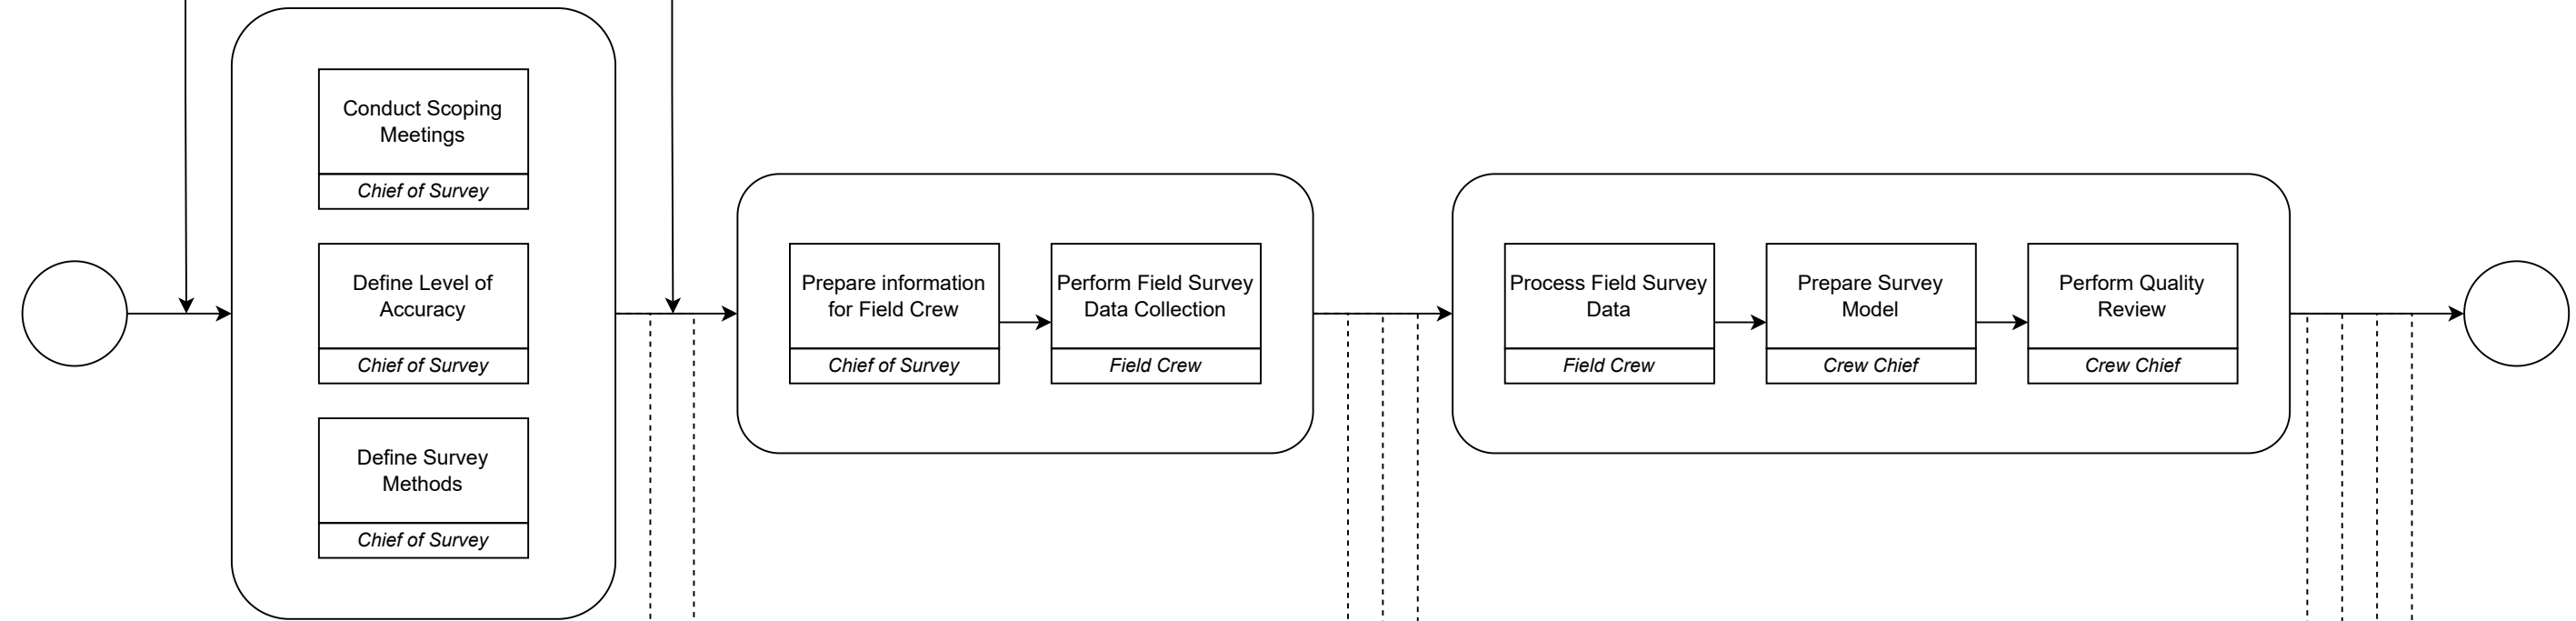 Conduct Scoping
Meetings
Chief of Survey
Define Level of
Accuracy
Chief of Survey
Define Survey
Methods
Chief of Survey
Prepare information
for Field Crew
Chief of Survey
Perform Field Survey
Data Collection
Field Crew
Process Field Survey
Data
Field Crew
Prepare Survey
Model
Crew Chief
Perform Quality
Review
Crew Chief